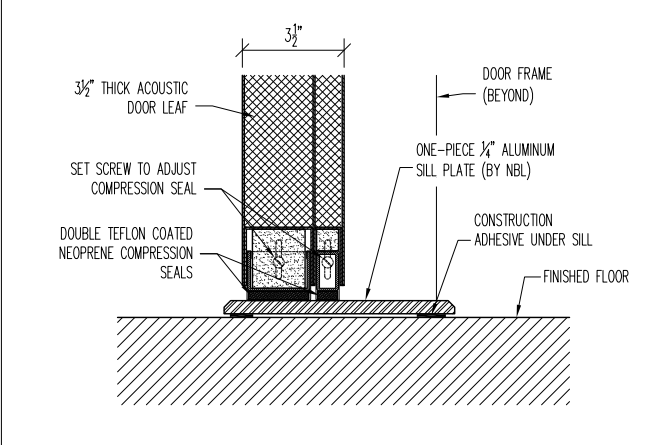 3½"
3½" THICK ACOUSTIC
DOOR LEAF
SET SCREW TO ADJUST
COMPRESSION SEAL
DOUBLE TEFLON COATED
NEOPRENE COMPRESSION
SEALS
DOOR FRAME
(BEYOND)
ONE-PIECE ¼" ALUMINUM
SILL PLATE (BY NBL)
CONSTRUCTION
ADHESIVE UNDER SILL
FINISHED FLOOR